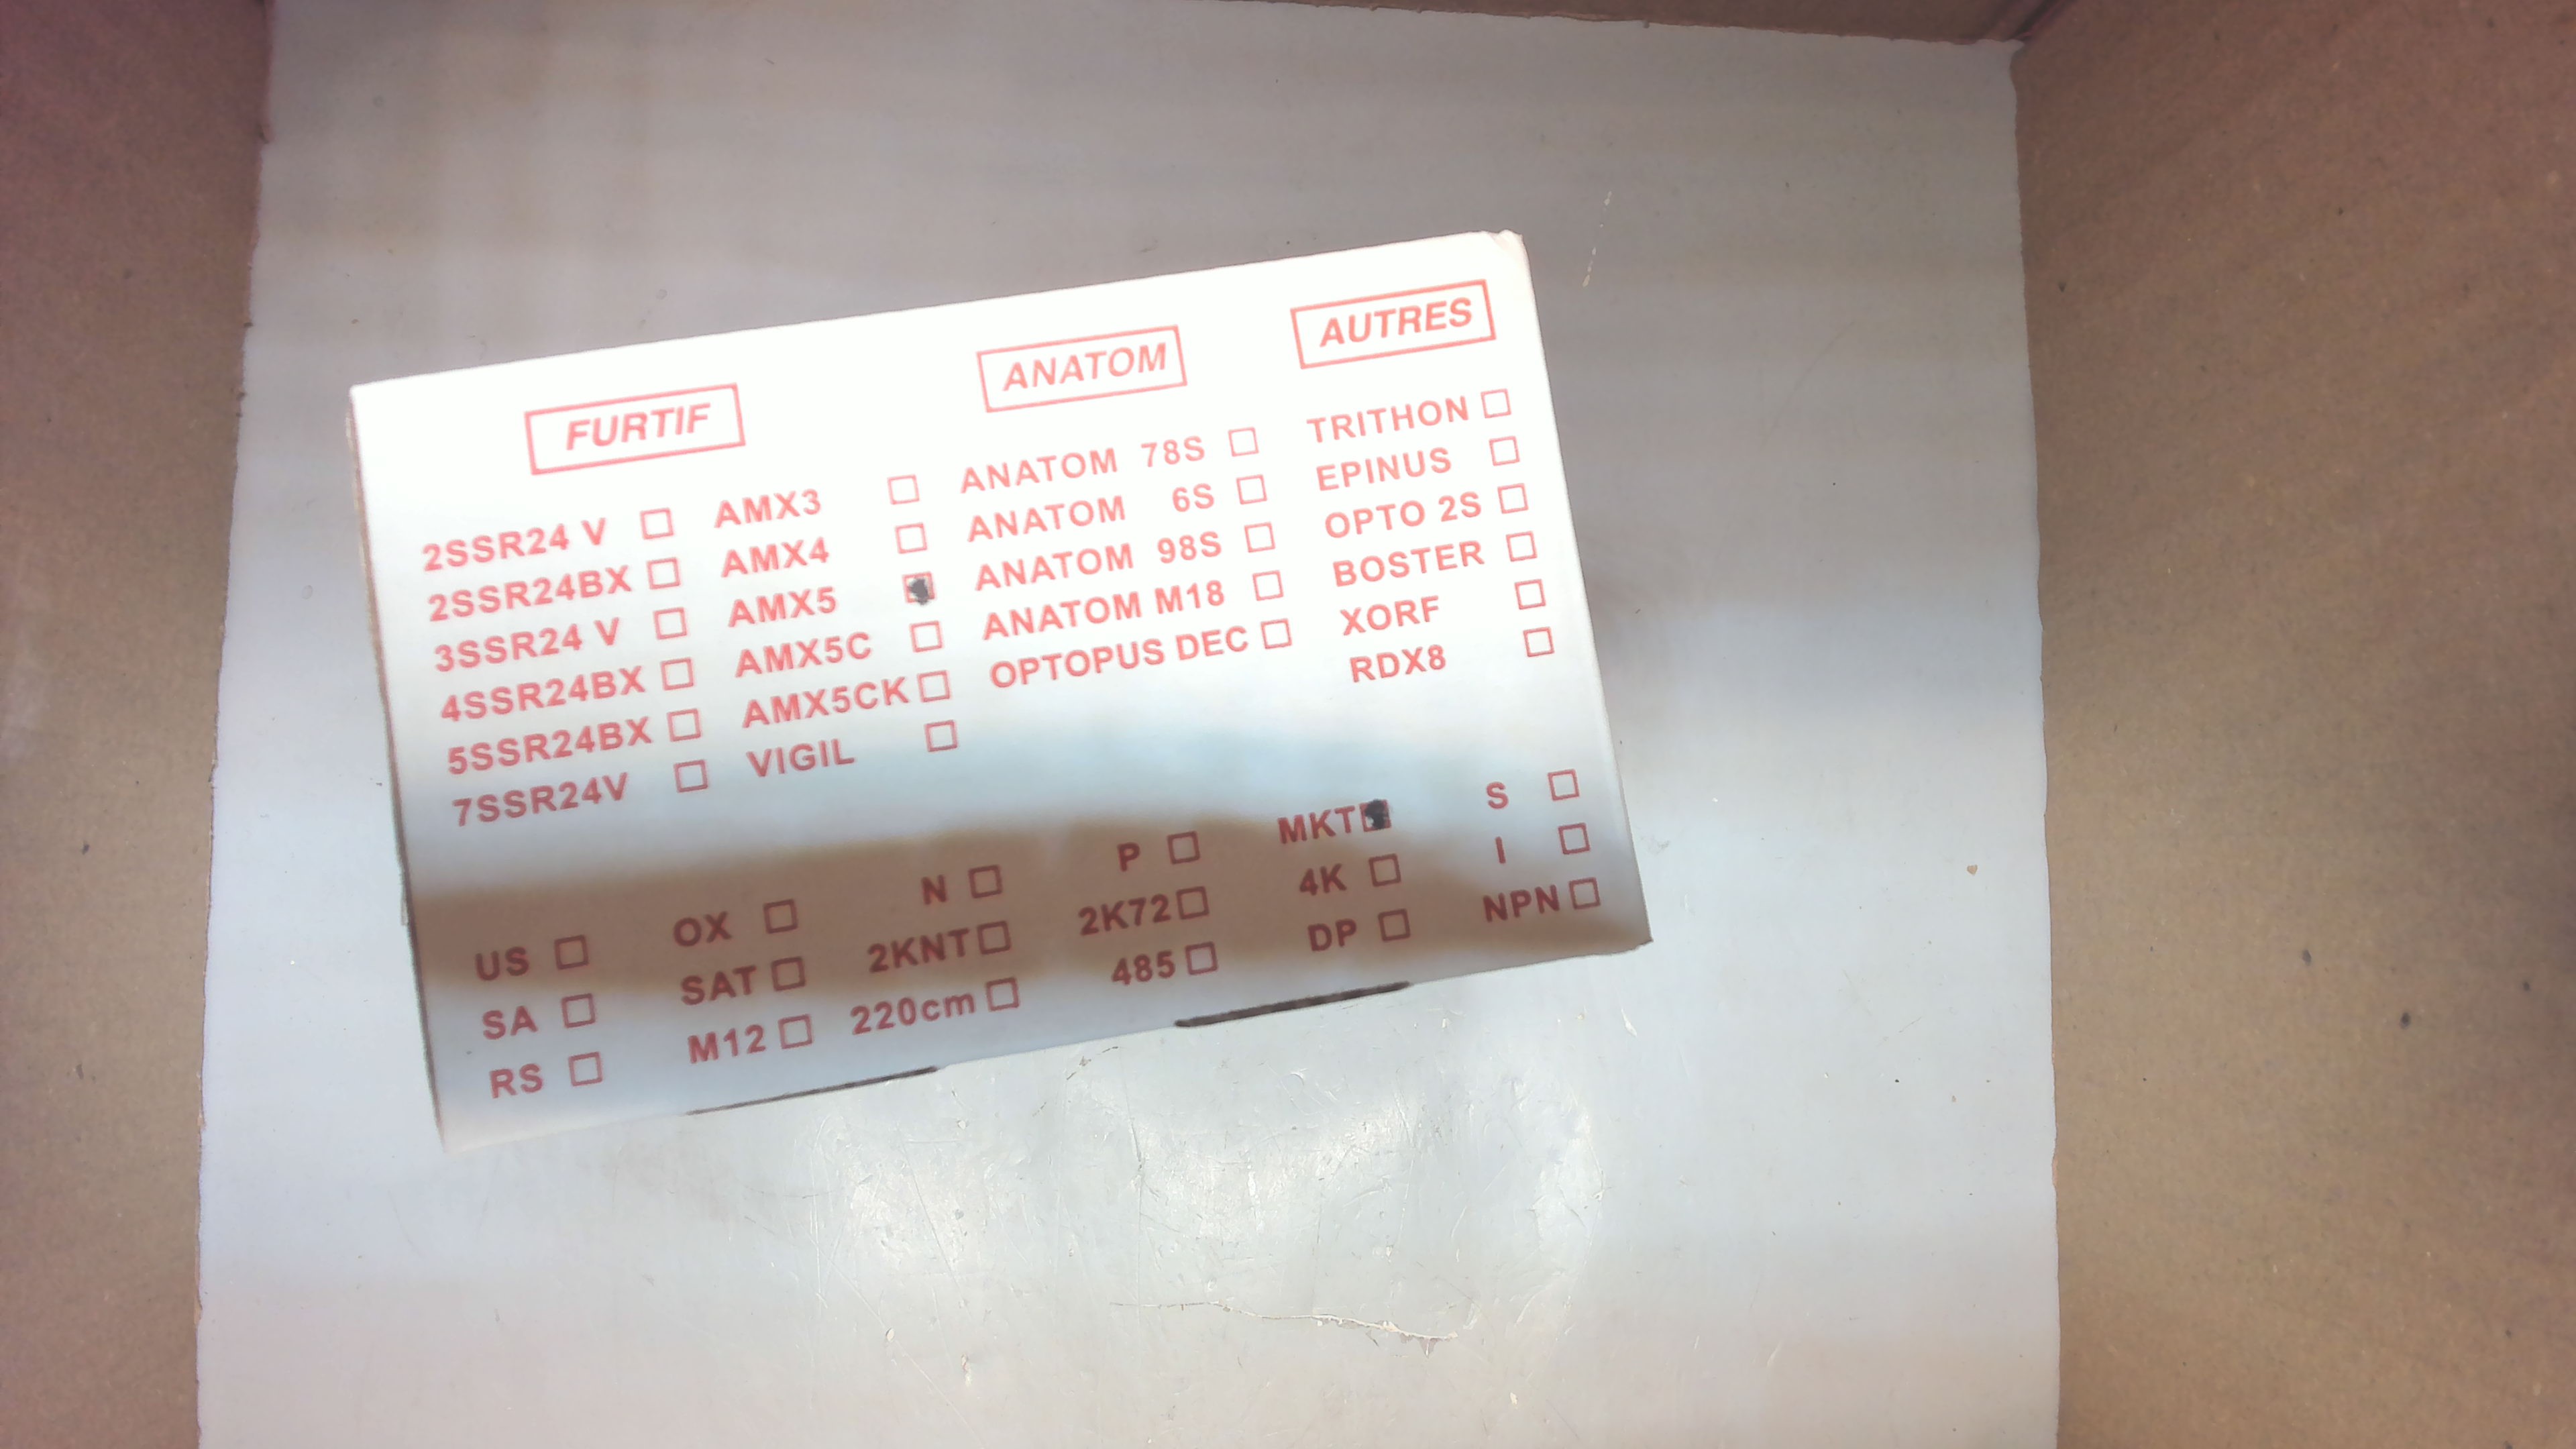 FURTIF ANATOM AUTRES
2SSR24 V ☐ AMX3 ☐ ANATOM 78S ☐ TRITHON ☐
2SSR24BX ☐ AMX4 ☐ ANATOM 6S ☐ EPINUS ☐
3SSR24 V ☐ AMX5 ☒ ANATOM 98S ☐ OPTO 2S ☐
4SSR24BX ☐ AMX5C ☐ ANATOM M18 ☐ BOSTER ☐
5SSR24BX ☐ AMX5CK ☐ OPTOPUS DEC ☐ XORF ☐
7SSR24V ☐ VIGIL ☐ RDX8 ☐
US ☐ OX ☐ N ☐ P ☐ MKT ☒ S ☐
SA ☐ SAT ☐ 2KNT ☐ 2K72 ☐ 4K ☐ I ☐
RS ☐ M12 ☐ 220cm ☐ 485 ☐ DP ☐ NPN ☐